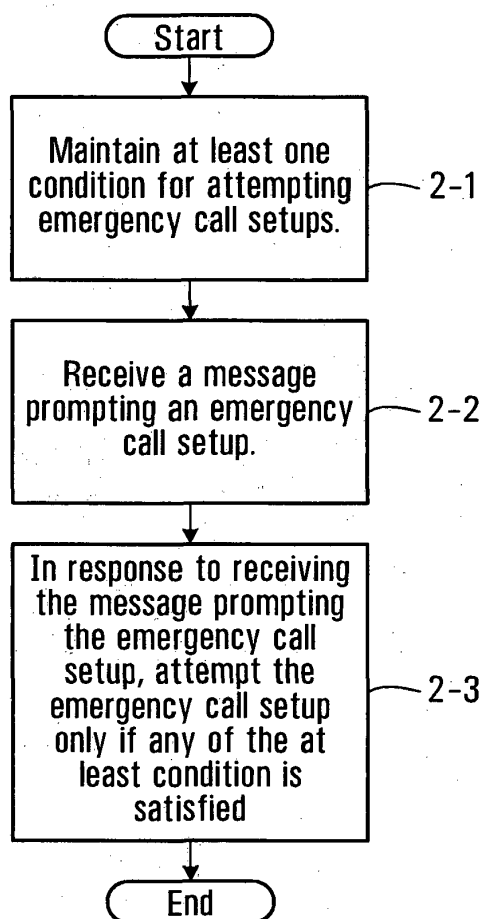 Start
Maintain at least one
condition for attempting
emergency call setups.
2-1
Receive a message
prompting an emergency
call setup.
2-2
In response to receiving
the message prompting
the emergency call
setup, attempt the
emergency call setup
only if any of the at
least condition is
satisfied
2-3
End